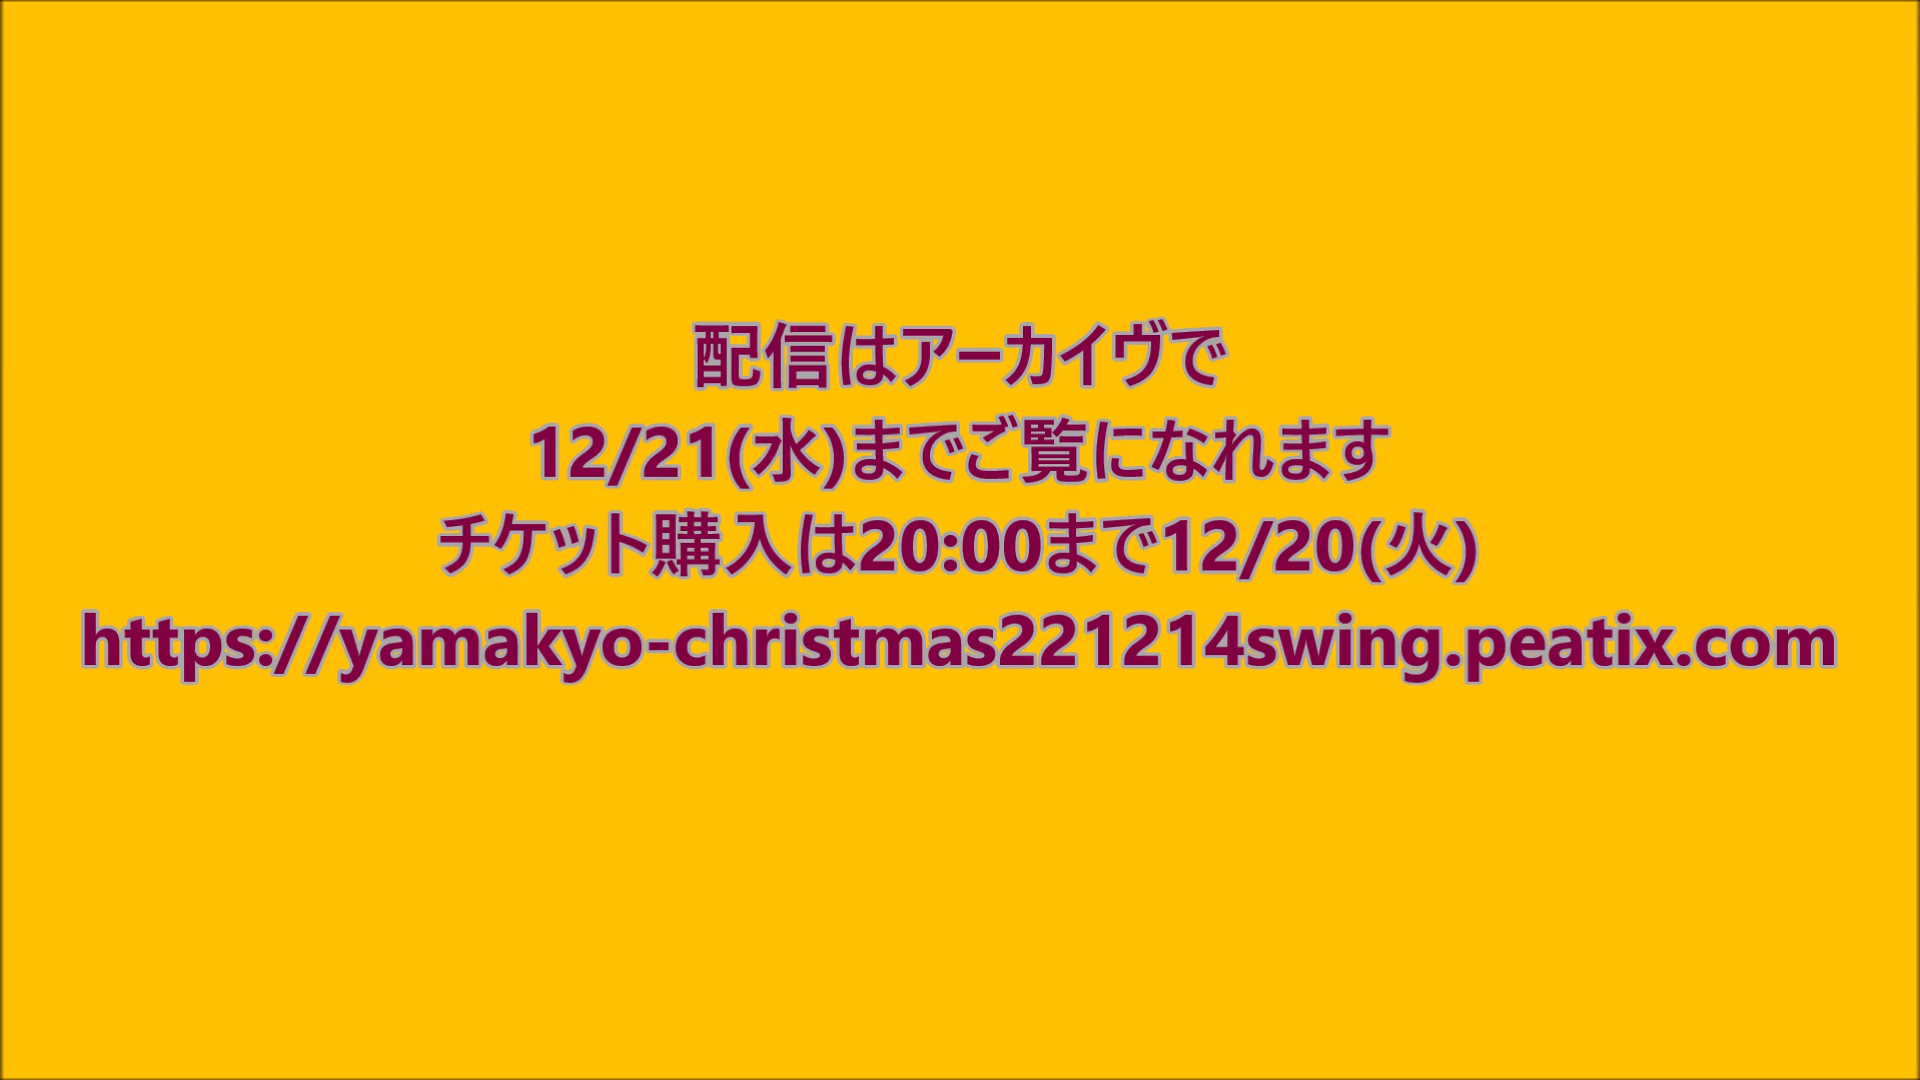 配信はアーカイヴで
12/21(水)までご覧になれます
チケット購入は20:00まで12/20(火)
https://yamakyo-christmas221214swing.peatix.com